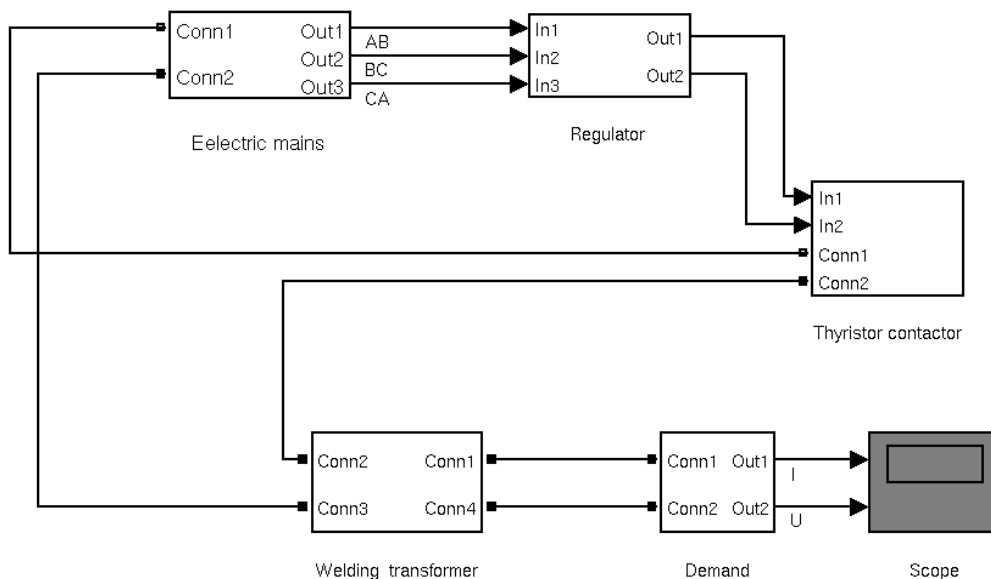 Conn1 Out1
Conn2 Out2
Out3
AB
BC
CA
In1
In2
In3
Out1
Out2
Eelectric mains
Regulator
In1
In2
Conn1
Conn2
Thyristor contactor
Conn2 Conn1
Conn3 Conn4
Conn1 Out1
Conn2 Out2
I
U
Welding transformer
Demand
Scope